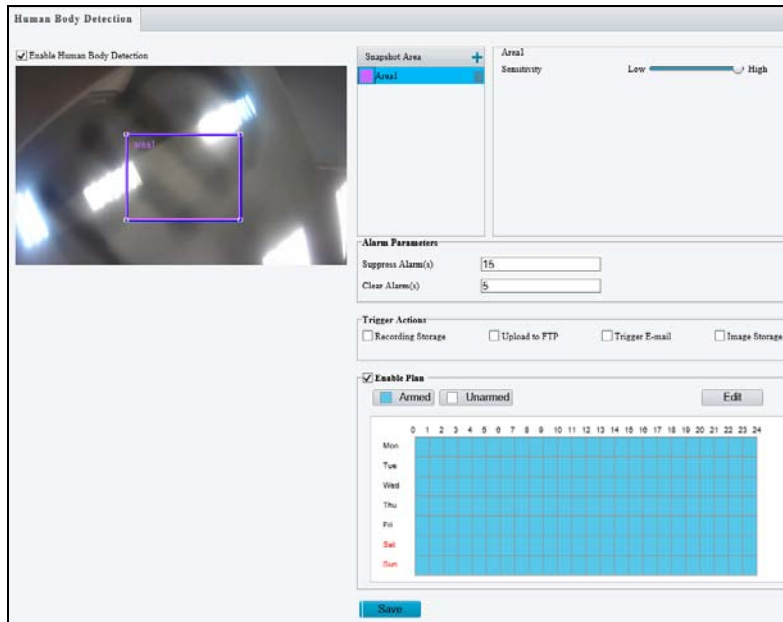 Human Body Detection
Enable Human Body Detection
area1
Snapshot Area +
Area1
Area1
Sensitivity Low High
Alarm Parameters
Suppress Alarm(s) 15
Clear Alarm(s) 5
Trigger Actions
Recording Storage Upload to FTP Trigger E-mail Image Storage
Enable Plan
Armed Unarmed Edit
0 1 2 3 4 5 6 7 8 9 10 11 12 13 14 15 16 17 18 19 20 21 22 23 24
Mon
Tue
Wed
Thu
Fri
Sat
Sun
Save